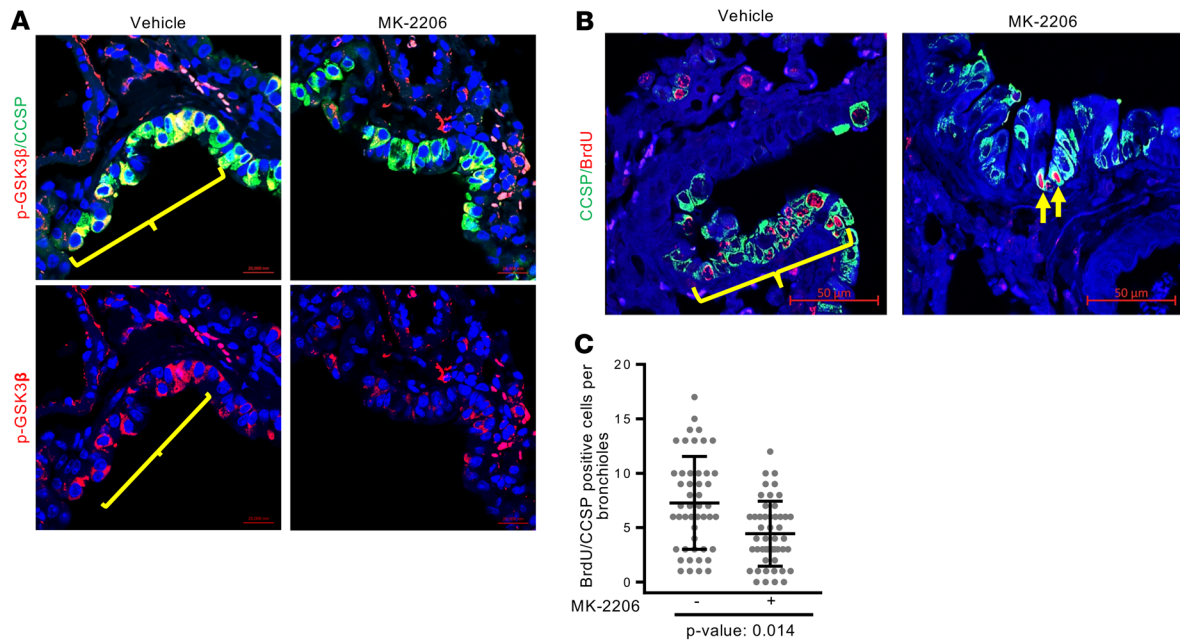 A
Vehicle
MK-2206
p-GSK3β/CCSP
p-GSK3β
B
Vehicle
MK-2206
CCSP/BrdU
50 μm
50 μm
C
BrdU/CCSP positive cells per
bronchioles
20
15
10
5
0
MK-2206
-
+
p-value: 0.014